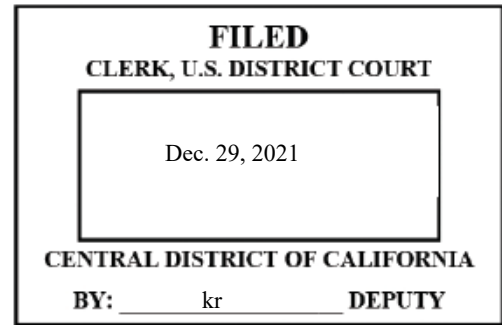 FILED
CLERK, U.S. DISTRICT COURT
Dec. 29, 2021
CENTRAL DISTRICT OF CALIFORNIA
BY: kr DEPUTY